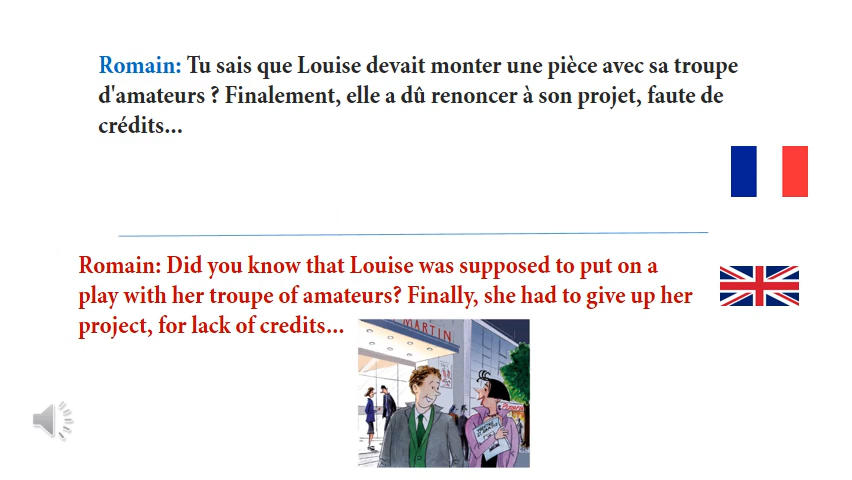 Romain: Tu sais que Louise devait monter une pièce avec sa troupe
d'amateurs ? Finalement, elle a dû renoncer à son projet, faute de
crédits...
Romain: Did you know that Louise was supposed to put on a
play with her troupe of amateurs? Finally, she had to give up her
project, for lack of credits...
MARTIN